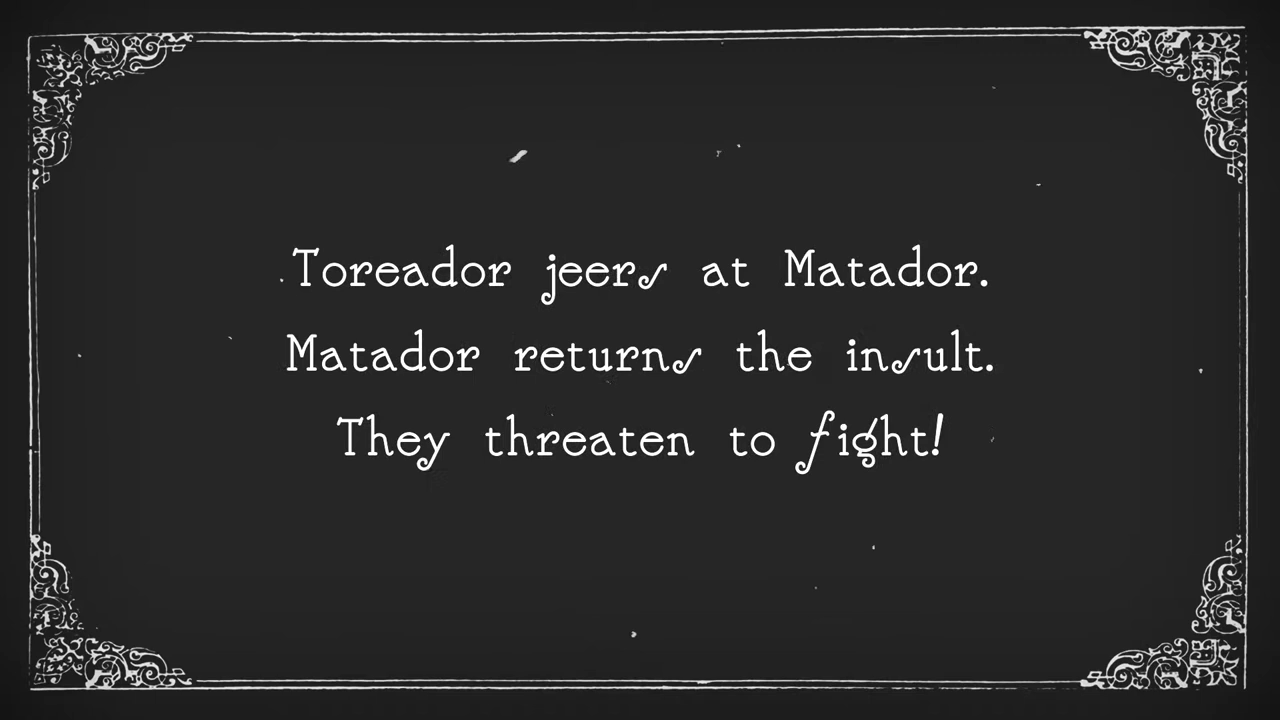 Toreador jeers at Matador.
Matador returns the insult.
They threaten to fight!